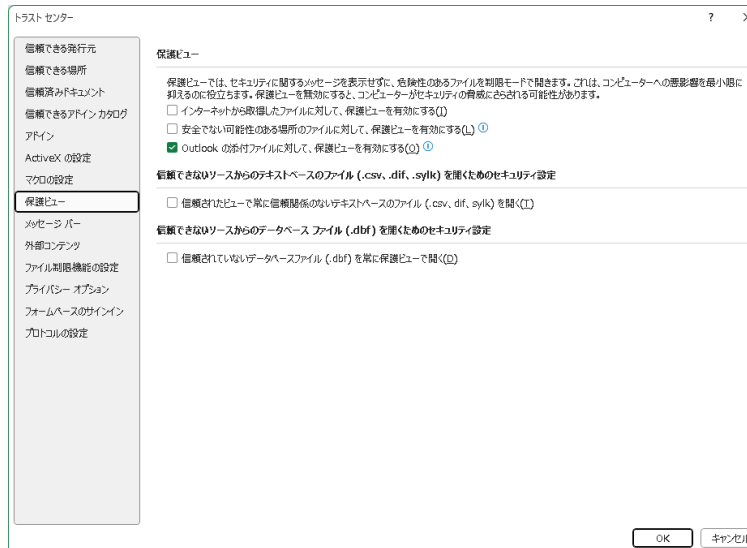 トラスト センター
?
信頼できる発行元
信頼できる場所
信頼済みドキュメント
信頼できるアドイン カタログ
アドイン
ActiveX の設定
マクロの設定
保護ビュー
メッセージ バー
外部コンテンツ
ファイル制限機能の設定
プライバシー オプション
フォームベースのサインイン
プロトコルの設定
保護ビュー
保護ビューでは、セキュリティに関するメッセージを表示せずに、危険性のあるファイルを制限モードで開きます。これは、コンピューターへの悪影響を最小限に
抑えるのに役立ちます。保護ビューを無効にすると、コンピューターがセキュリティの脅威にさらされる可能性があります。
インターネットから取得したファイルに対して、保護ビューを有効にする(I)
安全でない可能性のある場所のファイルに対して、保護ビューを有効にする(L)
Outlook の添付ファイルに対して、保護ビューを有効にする(O)
信頼できないソースからのテキストベースのファイル (.csv、.dif、.sylk) を開くためのセキュリティ設定
信頼されたビューで常に信頼関係のないテキストベースのファイル (.csv、dif、sylk) を開く(T)
信頼できないソースからのデータベース ファイル (.dbf) を開くためのセキュリティ設定
信頼されていないデータベースファイル (.dbf) を常に保護ビューで開く(D)
OK
キャンセル